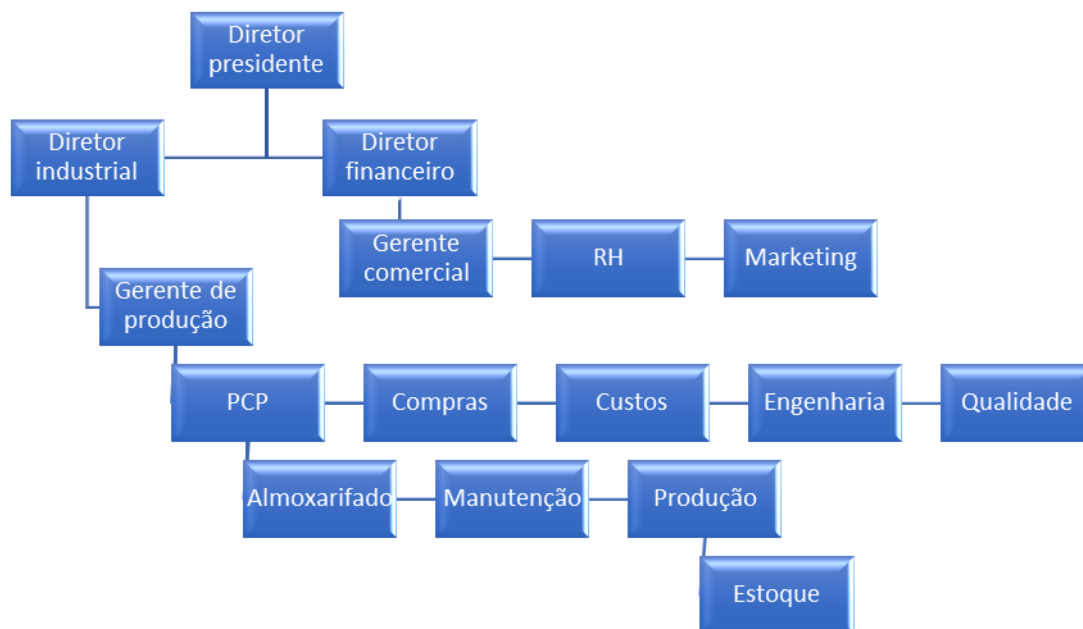 Diretor
presidente
Diretor
industrial
Diretor
financeiro
Gerente
comercial
RH
Marketing
Gerente de
produção
PCP
Compras
Custos
Engenharia
Qualidade
Almoxarifado
Manutenção
Produção
Estoque